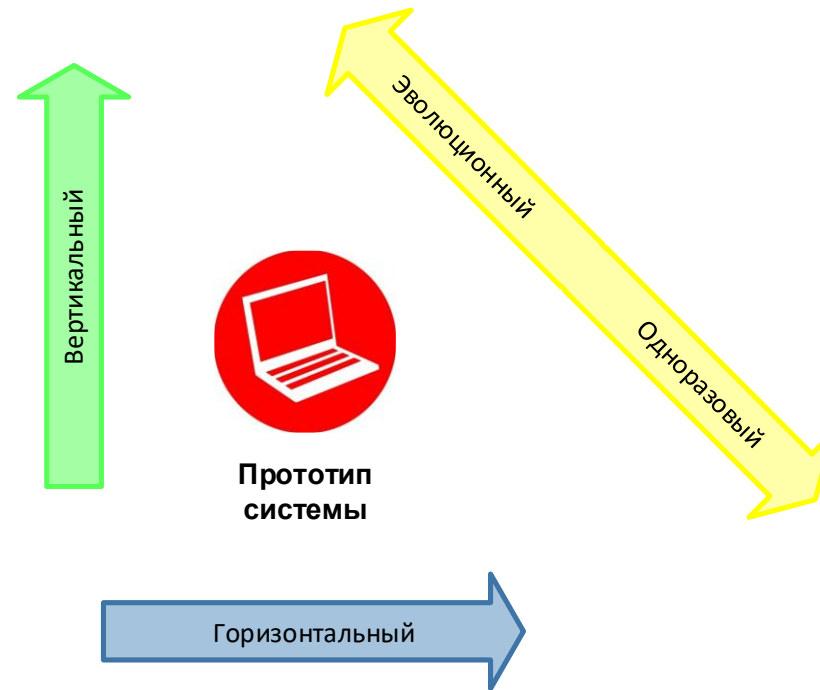 Эволюционный
Вертикальный
Одноразовый
Прототип
системы
Горизонтальный